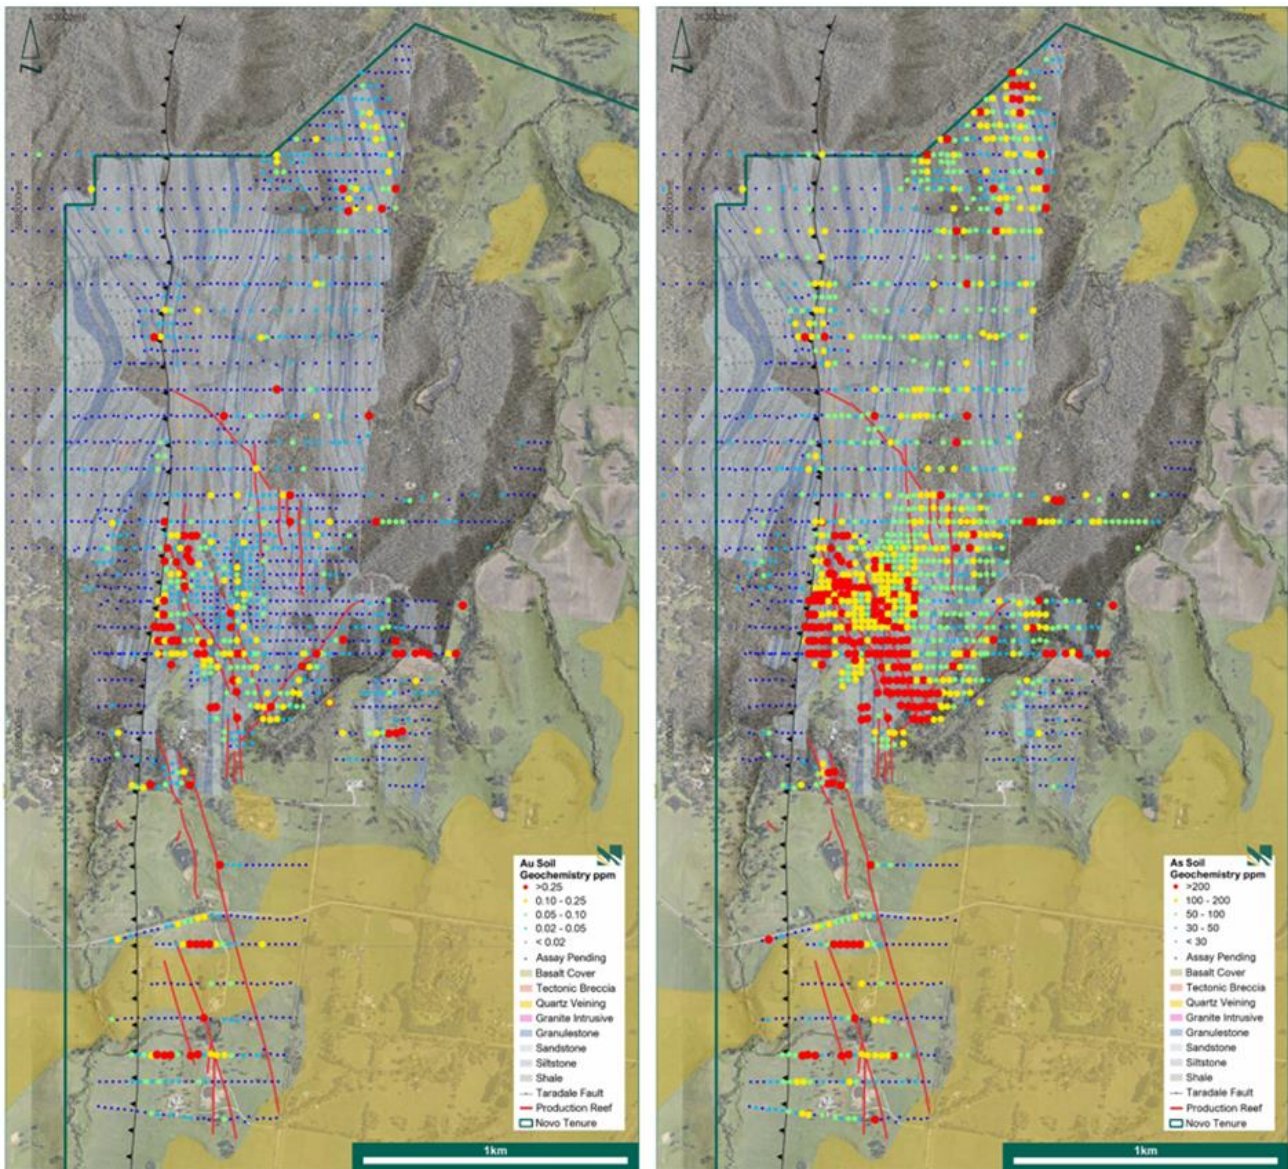 Au Soil
Geochemistry ppm
>0.25
0.10 - 0.25
0.05 - 0.10
0.02 - 0.05
< 0.02
Assay Pending
Basalt Cover
Tectonic Breccia
Quartz Veining
Granite Intrusive
Granulestone
Sandstone
Siltstone
Shale
Taradale Fault
Production Reef
Novo Tenure
1km
As Soil
Geochemistry ppm
>200
100 - 200
50 - 100
30 - 50
< 30
Assay Pending
Basalt Cover
Tectonic Breccia
Quartz Veining
Granite Intrusive
Granulestone
Sandstone
Siltstone
Shale
Taradale Fault
Production Reef
Novo Tenure
1km